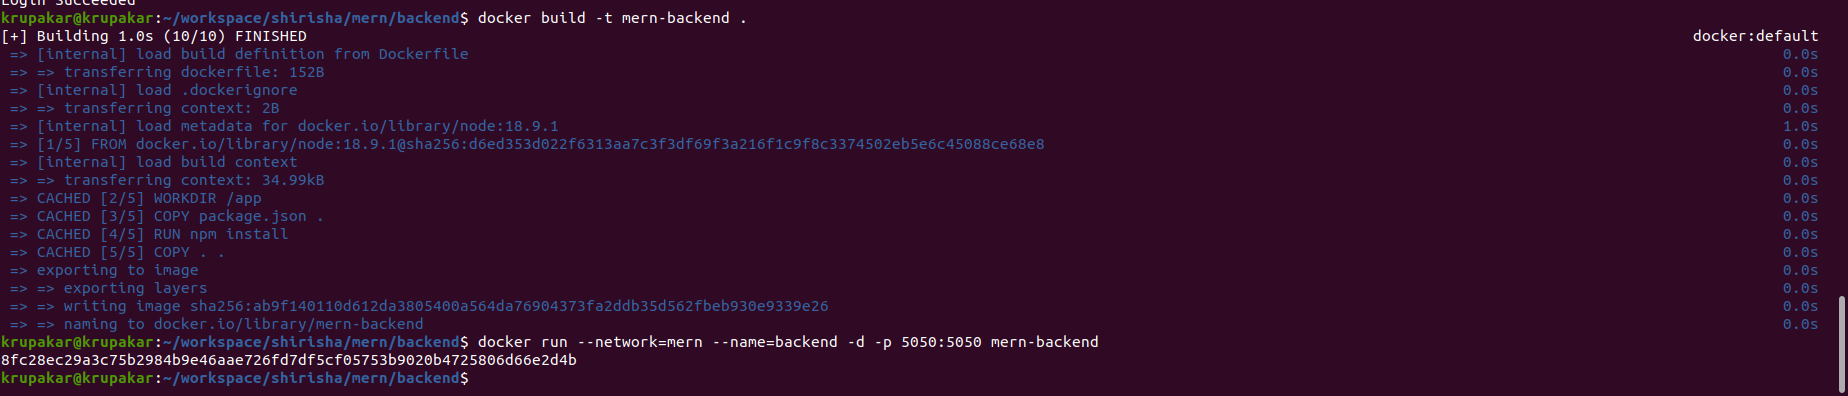 Login Succeeded
krupakar@krupakar:~/workspace/shirisha/mern/backend$ docker build -t mern-backend .
[+] Building 1.0s (10/10) FINISHED docker:default
=> [internal] load build definition from Dockerfile 0.0s
=> => transferring dockerfile: 152B 0.0s
=> [internal] load .dockerignore 0.0s
=> => transferring context: 2B 0.0s
=> [internal] load metadata for docker.io/library/node:18.9.1 1.0s
=> [1/5] FROM docker.io/library/node:18.9.1@sha256:d6ed353d022f6313aa7c3f3df69f3a216f1c9f8c3374502eb5e6c45088ce68e8 0.0s
=> [internal] load build context 0.0s
=> => transferring context: 34.99kB 0.0s
=> CACHED [2/5] WORKDIR /app 0.0s
=> CACHED [3/5] COPY package.json . 0.0s
=> CACHED [4/5] RUN npm install 0.0s
=> CACHED [5/5] COPY . . 0.0s
=> exporting to image 0.0s
=> => exporting layers 0.0s
=> => writing image sha256:ab9f140110d612da3805400a564da76904373fa2ddb35d562fbeb930e9339e26 0.0s
=> => naming to docker.io/library/mern-backend 0.0s
krupakar@krupakar:~/workspace/shirisha/mern/backend$ docker run --network=mern --name=backend -d -p 5050:5050 mern-backend
8fc28ec29a3c75b2984b9e46aae726fd7df5cf05753b9020b4725806d66e2d4b
krupakar@krupakar:~/workspace/shirisha/mern/backend$